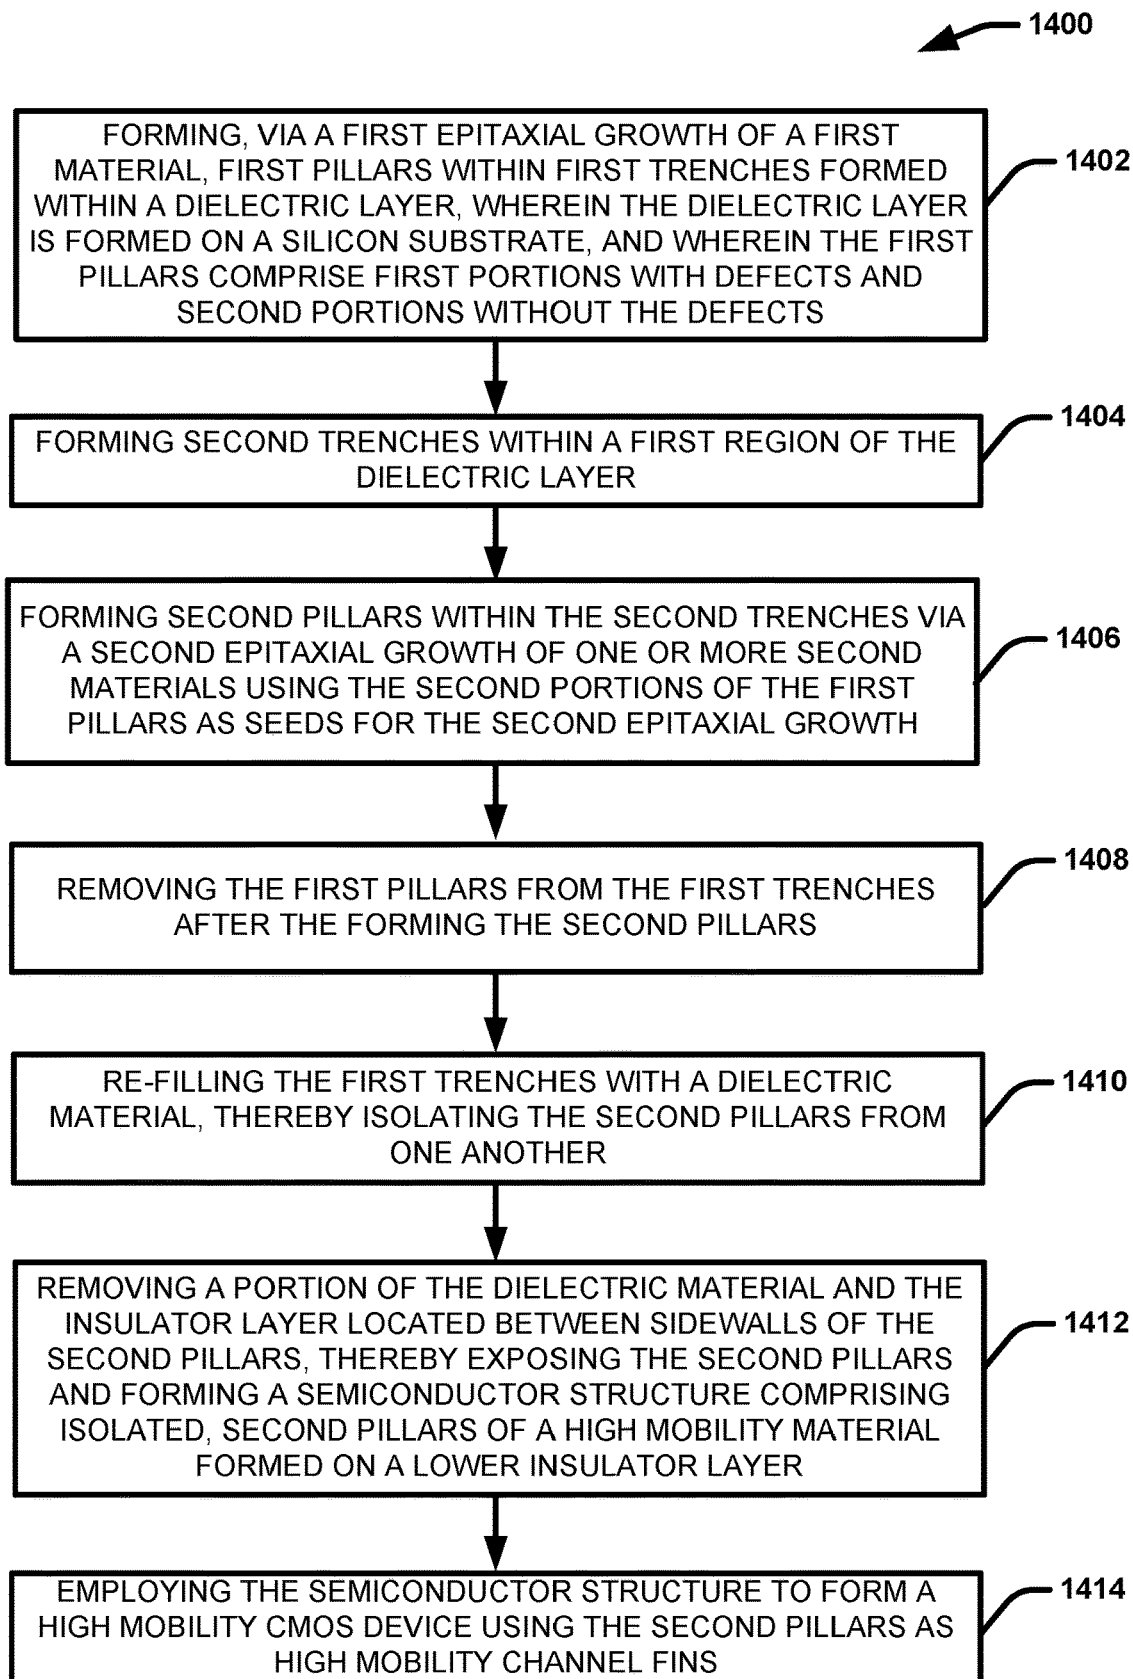 1400
FORMING, VIA A FIRST EPITAXIAL GROWTH OF A FIRST
MATERIAL, FIRST PILLARS WITHIN FIRST TRENCHES FORMED
WITHIN A DIELECTRIC LAYER, WHEREIN THE DIELECTRIC LAYER
IS FORMED ON A SILICON SUBSTRATE, AND WHEREIN THE FIRST
PILLARS COMPRISE FIRST PORTIONS WITH DEFECTS AND
SECOND PORTIONS WITHOUT THE DEFECTS
1402
FORMING SECOND TRENCHES WITHIN A FIRST REGION OF THE
DIELECTRIC LAYER
1404
FORMING SECOND PILLARS WITHIN THE SECOND TRENCHES VIA
A SECOND EPITAXIAL GROWTH OF ONE OR MORE SECOND
MATERIALS USING THE SECOND PORTIONS OF THE FIRST
PILLARS AS SEEDS FOR THE SECOND EPITAXIAL GROWTH
1406
REMOVING THE FIRST PILLARS FROM THE FIRST TRENCHES
AFTER THE FORMING THE SECOND PILLARS
1408
RE-FILLING THE FIRST TRENCHES WITH A DIELECTRIC
MATERIAL, THEREBY ISOLATING THE SECOND PILLARS FROM
ONE ANOTHER
1410
REMOVING A PORTION OF THE DIELECTRIC MATERIAL AND THE
INSULATOR LAYER LOCATED BETWEEN SIDEWALLS OF THE
SECOND PILLARS, THEREBY EXPOSING THE SECOND PILLARS
AND FORMING A SEMICONDUCTOR STRUCTURE COMPRISING
ISOLATED, SECOND PILLARS OF A HIGH MOBILITY MATERIAL
FORMED ON A LOWER INSULATOR LAYER
1412
EMPLOYING THE SEMICONDUCTOR STRUCTURE TO FORM A
HIGH MOBILITY CMOS DEVICE USING THE SECOND PILLARS AS
HIGH MOBILITY CHANNEL FINS
1414